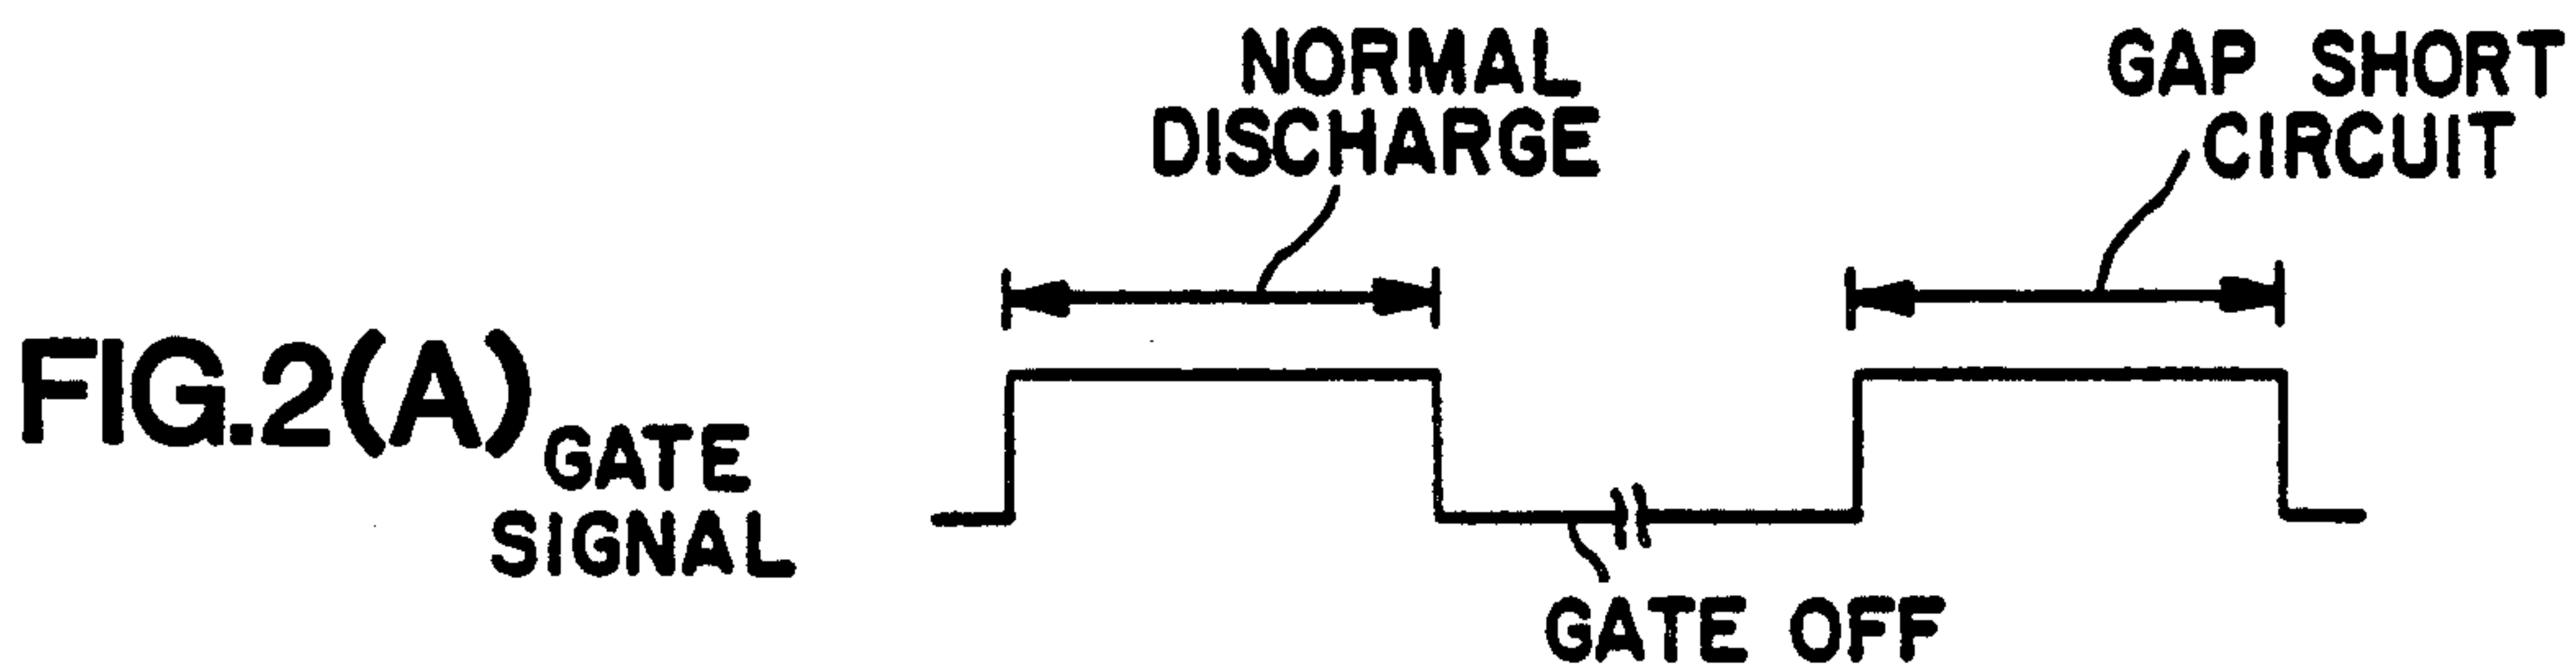 NORMAL
DISCHARGE
GAP SHORT
CIRCUIT
FIG.2(A)
GATE
SIGNAL
GATE OFF